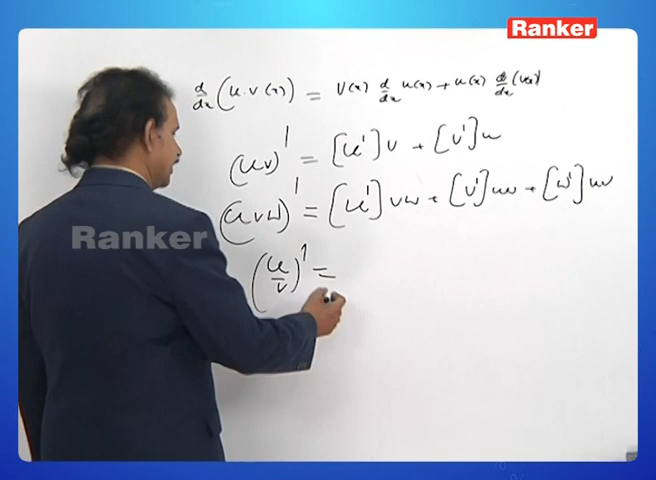 Ranker
d/dx (u.v(x)) = v(x) d/dx u(x) + u(x) d/dx (v(x))
(uv)' = [u']v + [v']u
(uvw)' = [u']vw + [v']uw + [w']uv
Ranker
(u/v)' =